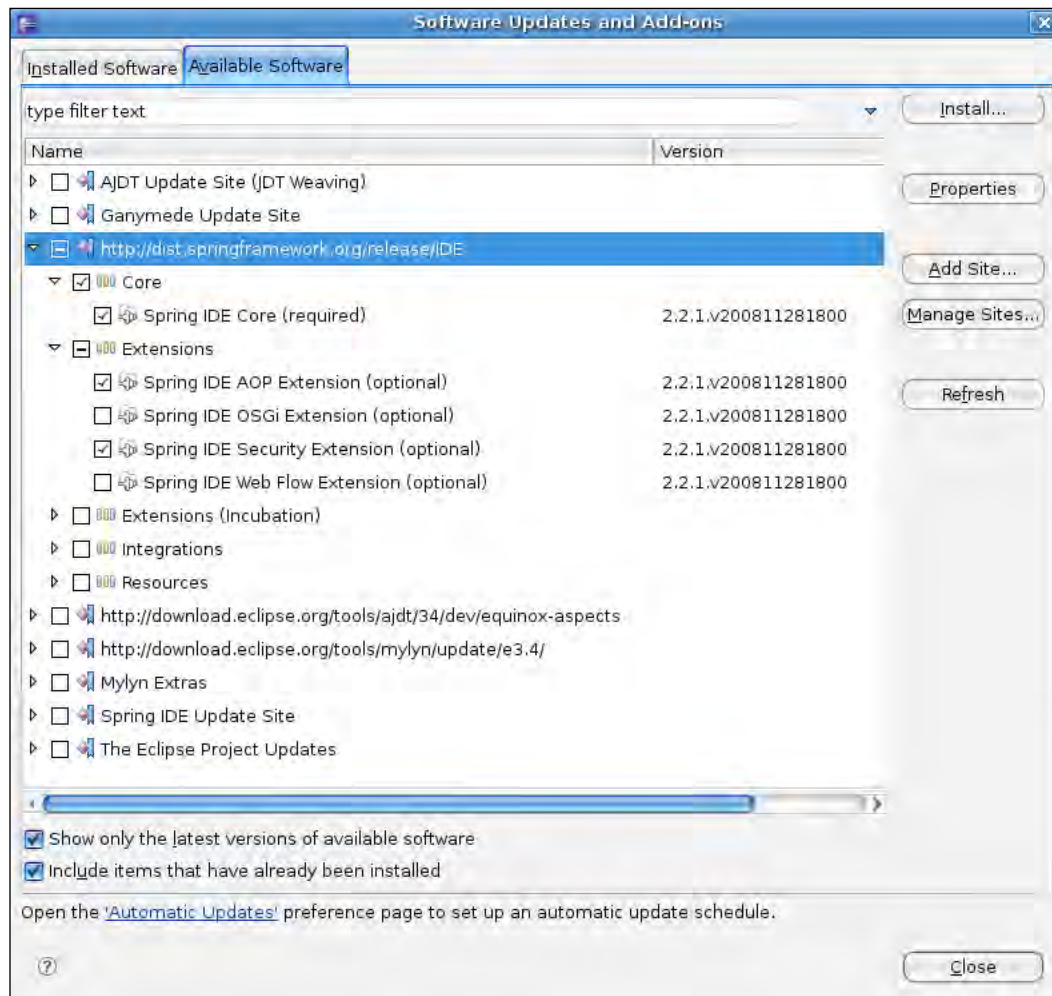 Software Updates and Add-ons
Installed Software Available Software
type filter text
Install...
Name Version
AJDT Update Site (JDT Weaving)
Properties
Ganymede Update Site
http://dist.springframework.org/release/IDE
Add Site...
Core
Spring IDE Core (required) 2.2.1.v200811281800
Manage Sites...
Extensions
Spring IDE AOP Extension (optional) 2.2.1.v200811281800
Refresh
Spring IDE OSGi Extension (optional) 2.2.1.v200811281800
Spring IDE Security Extension (optional) 2.2.1.v200811281800
Spring IDE Web Flow Extension (optional) 2.2.1.v200811281800
Extensions (Incubation)
Integrations
Resources
http://download.eclipse.org/tools/ajdt/34/dev/equinox-aspects
http://download.eclipse.org/tools/mylyn/update/e3.4/
Mylyn Extras
Spring IDE Update Site
The Eclipse Project Updates
Show only the latest versions of available software
Include items that have already been installed
Open the 'Automatic Updates' preference page to set up an automatic update schedule.
?
Close